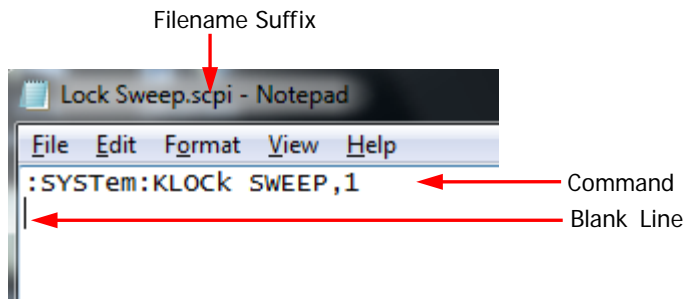 Filename Suffix
Lock Sweep.scpi - Notepad
File Edit Format View Help
:SYSTem:KLOCk SWEEP,1
Command
Blank Line